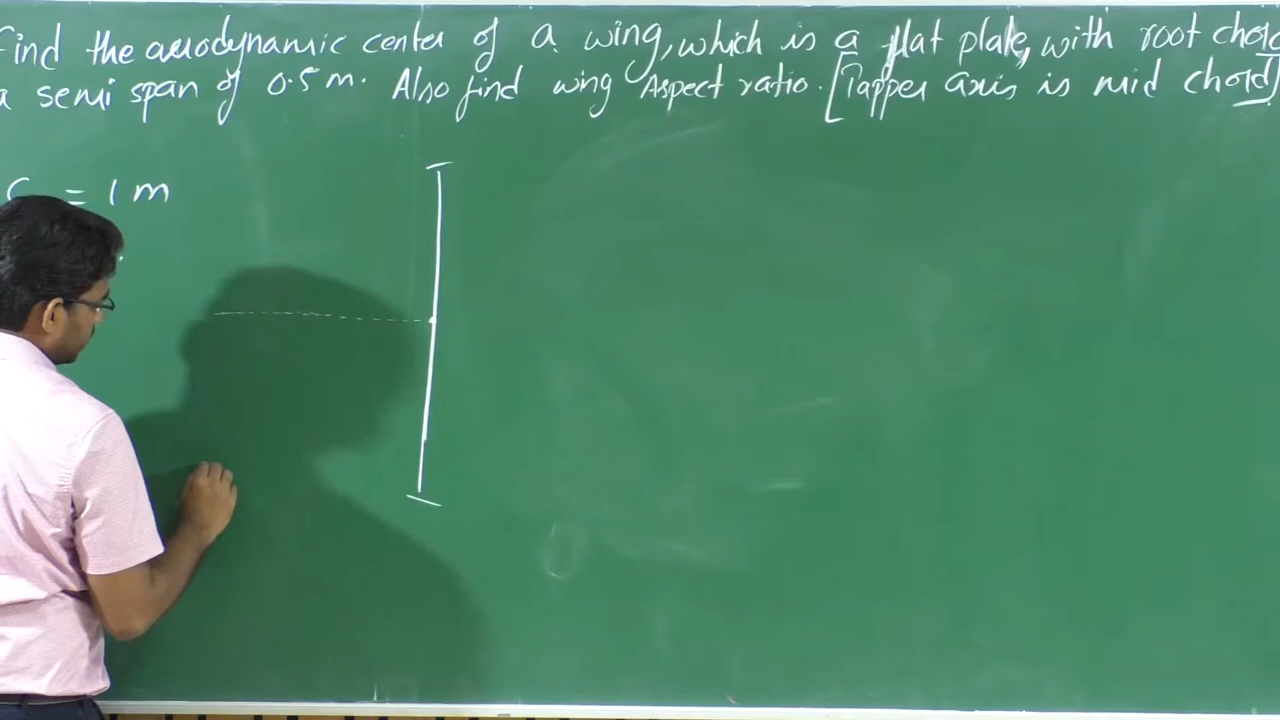 Find the aerodynamic center of a wing, which is a flat plate, with root chord
a semi span of 0.5 m. Also find wing Aspect ratio. [Tapper axis is mid chord]
C = 1 m